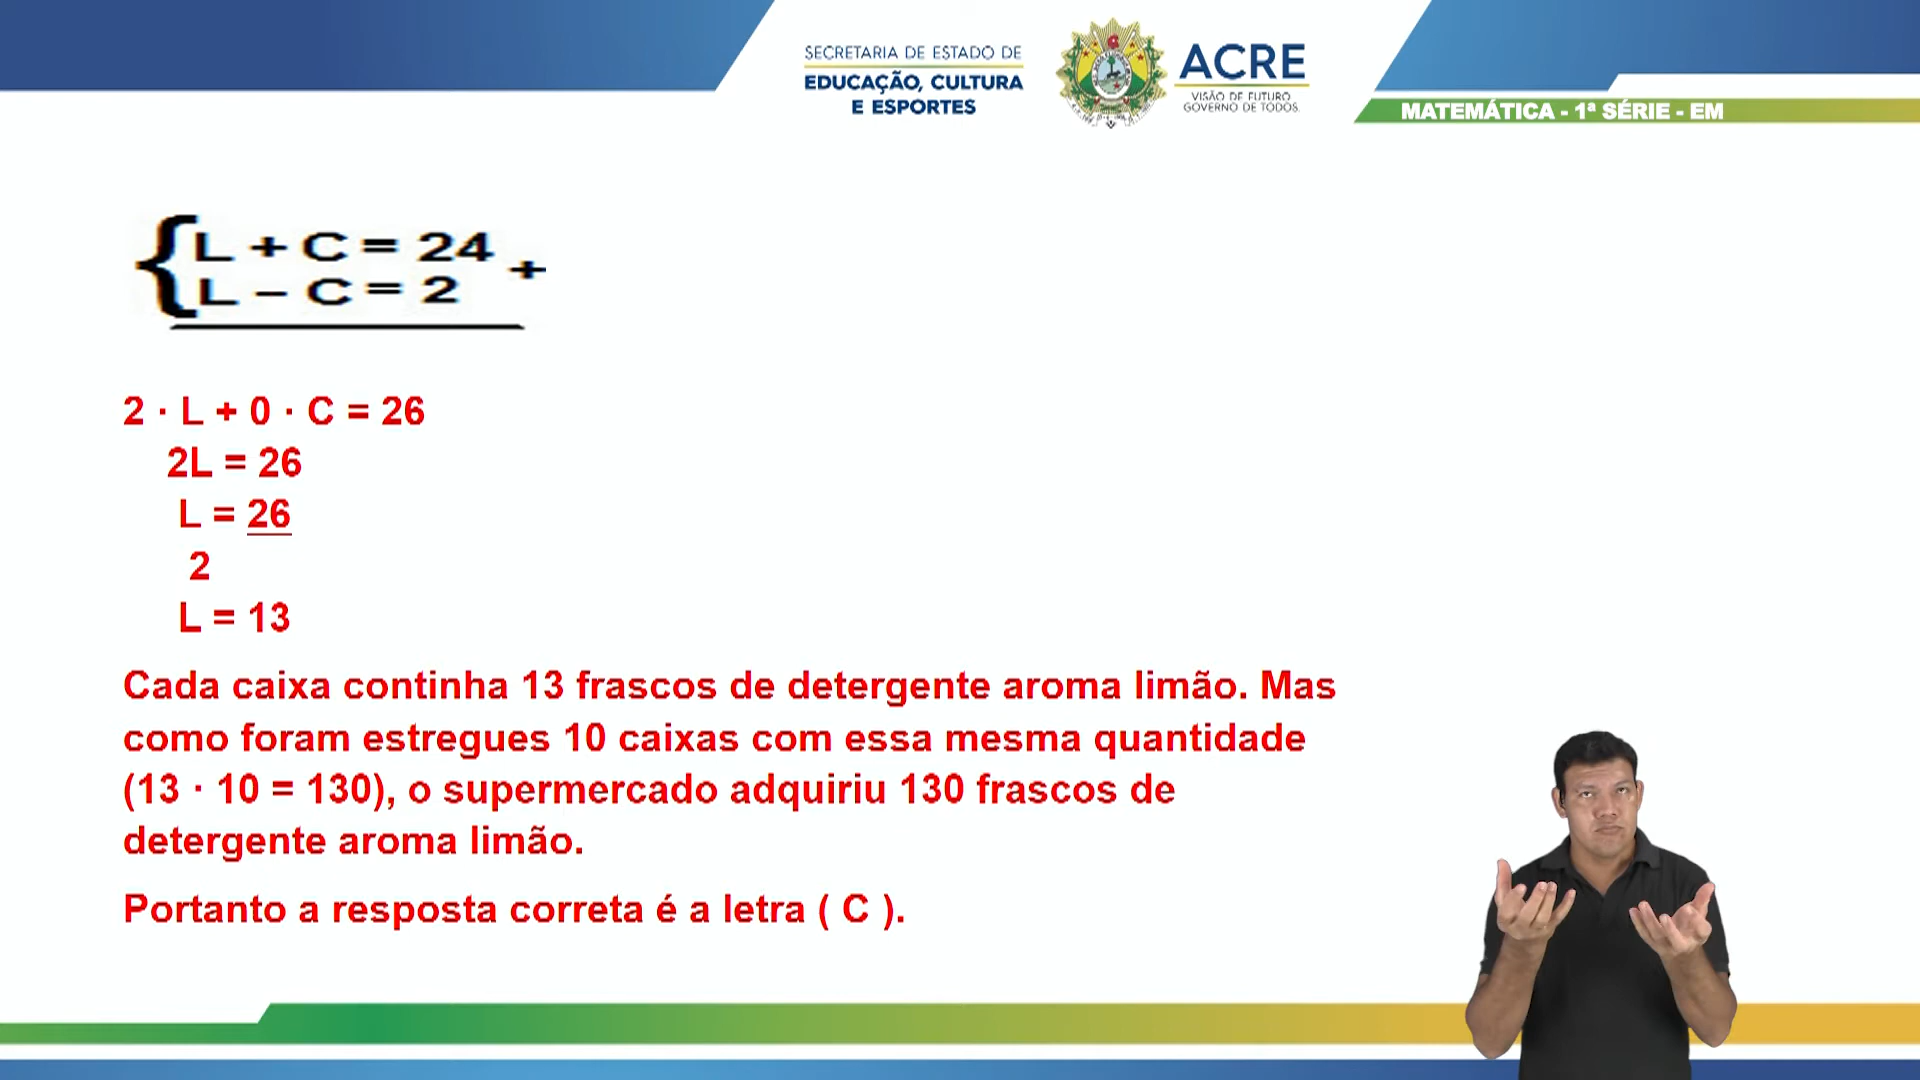 SECRETARIA DE ESTADO DE
EDUCAÇÃO, CULTURA
E ESPORTES
ACRE
VISÃO DE FUTURO
GOVERNO DE TODOS.
MATEMÁTICA - 1ª SÉRIE - EM
L + C = 24
L – C = 2
+
2 · L + 0 · C = 26
2L = 26
L = 26
2
L = 13
Cada caixa continha 13 frascos de detergente aroma limão. Mas
como foram estregues 10 caixas com essa mesma quantidade
(13 · 10 = 130), o supermercado adquiriu 130 frascos de
detergente aroma limão.
Portanto a resposta correta é a letra ( C ).